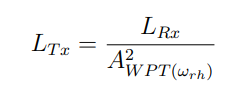 L_{Tx} = \frac{L_{Rx}}{A^2_{WPT(\omega_{rh})}}